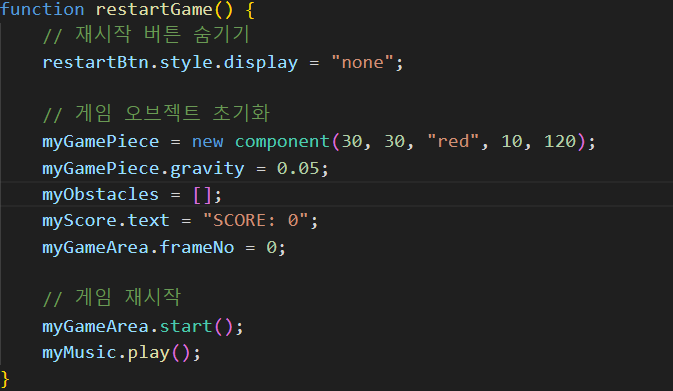 function restartGame() {
    // 재시작 버튼 숨기기
    restartBtn.style.display = "none";

    // 게임 오브젝트 초기화
    myGamePiece = new component(30, 30, "red", 10, 120);
    myGamePiece.gravity = 0.05;
    myObstacles = [];
    myScore.text = "SCORE: 0";
    myGameArea.frameNo = 0;

    // 게임 재시작
    myGameArea.start();
    myMusic.play();
}